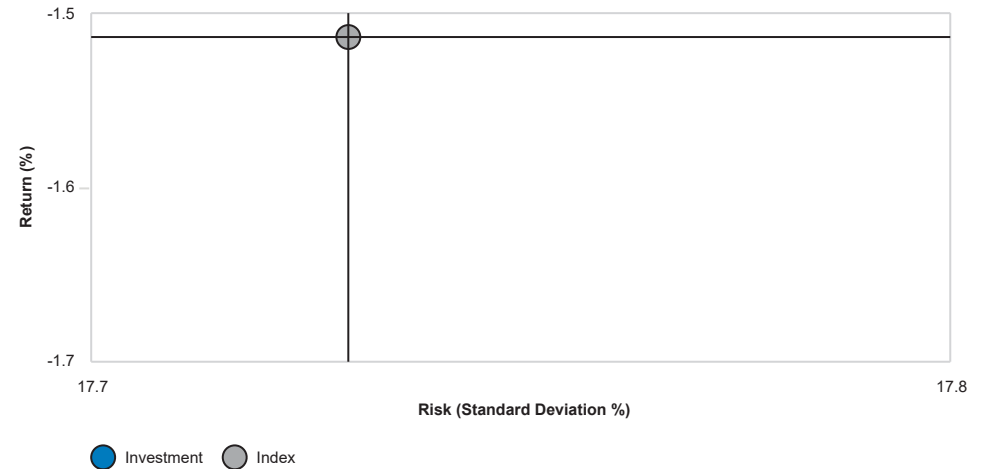 -1.5
Return (%)
-1.6
-1.7
17.7
17.8
Risk (Standard Deviation %)
Investment
Index